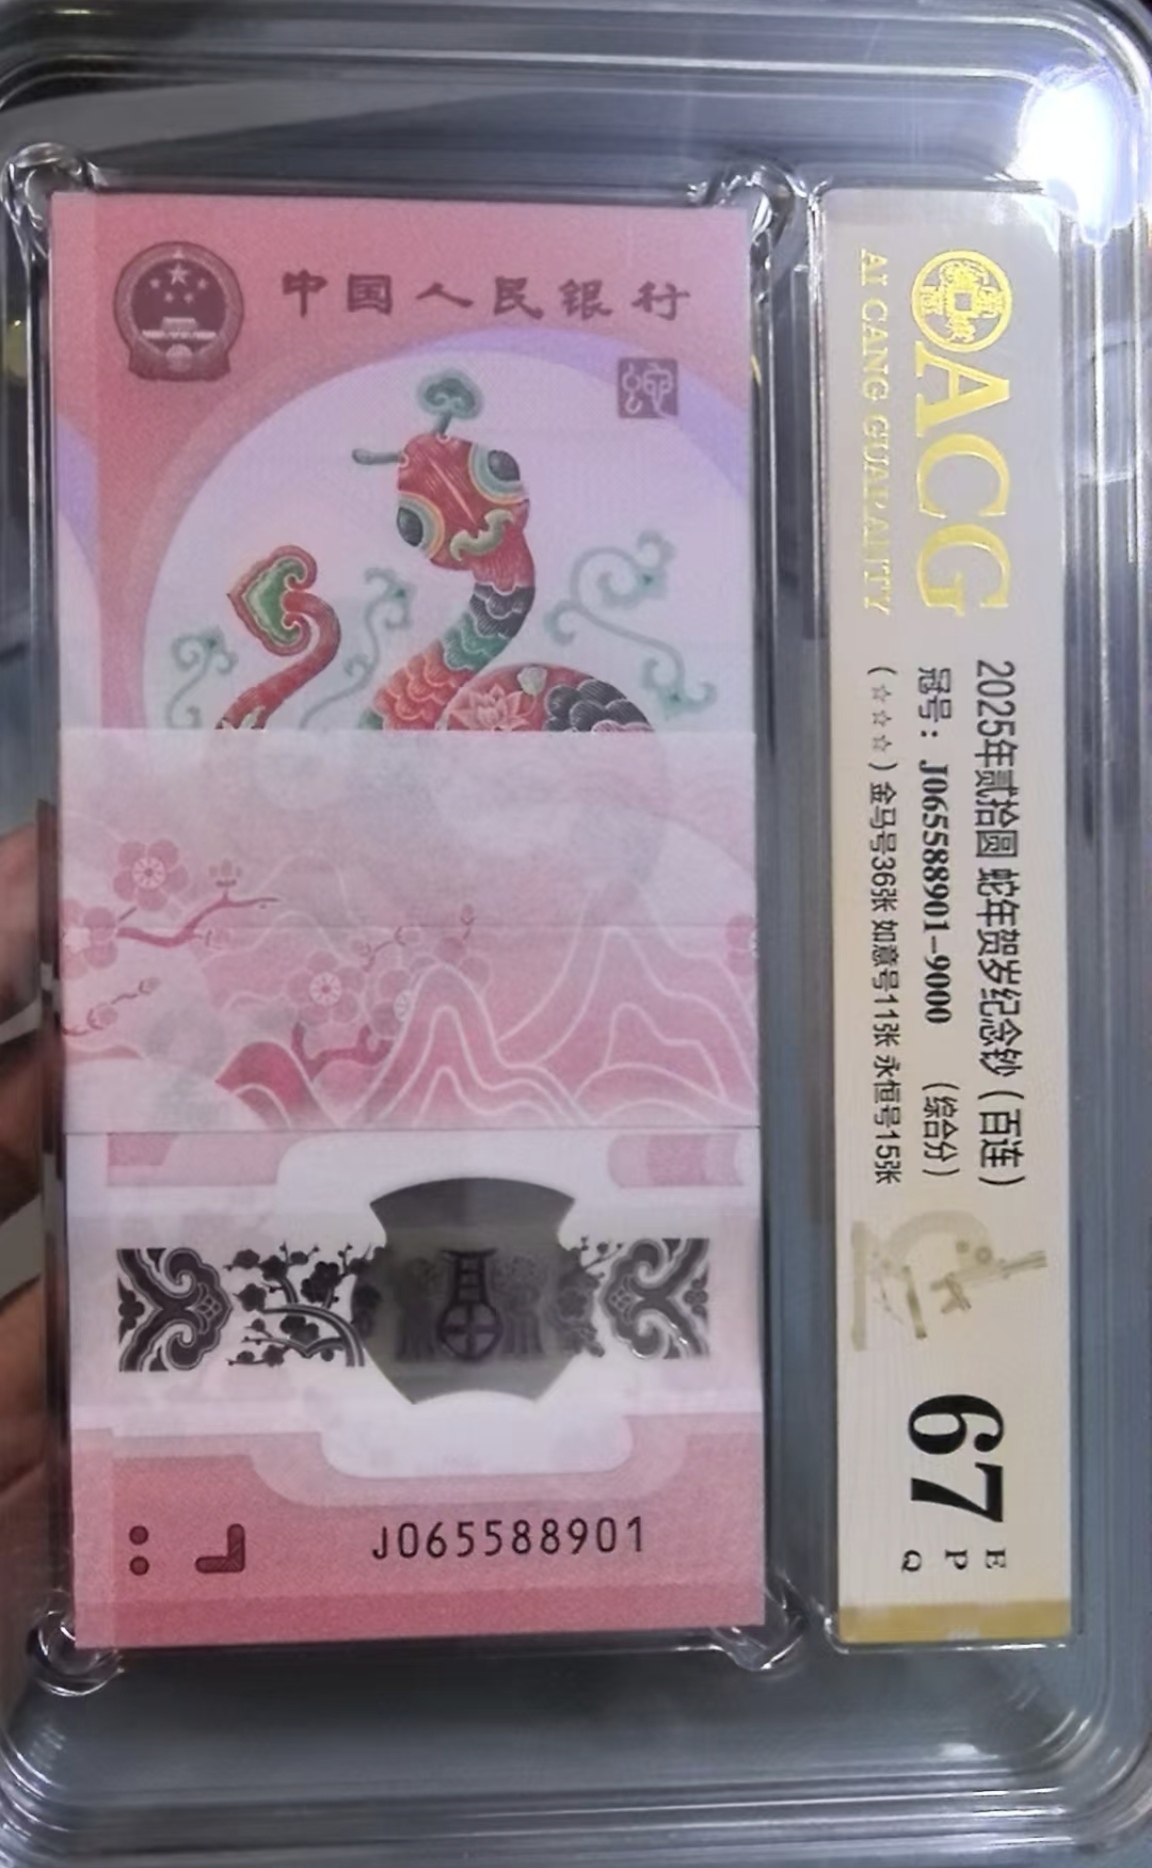 中国人民银行
蛇
J065588901
ACG
AI CANG GUARANTY
2025年贰拾圆 蛇年贺岁纪念钞（百连）
冠号：J065588901-9000 （综合分）
（☆☆☆）金马号36张 如意号11张 永恒号15张
67
E
P
Q